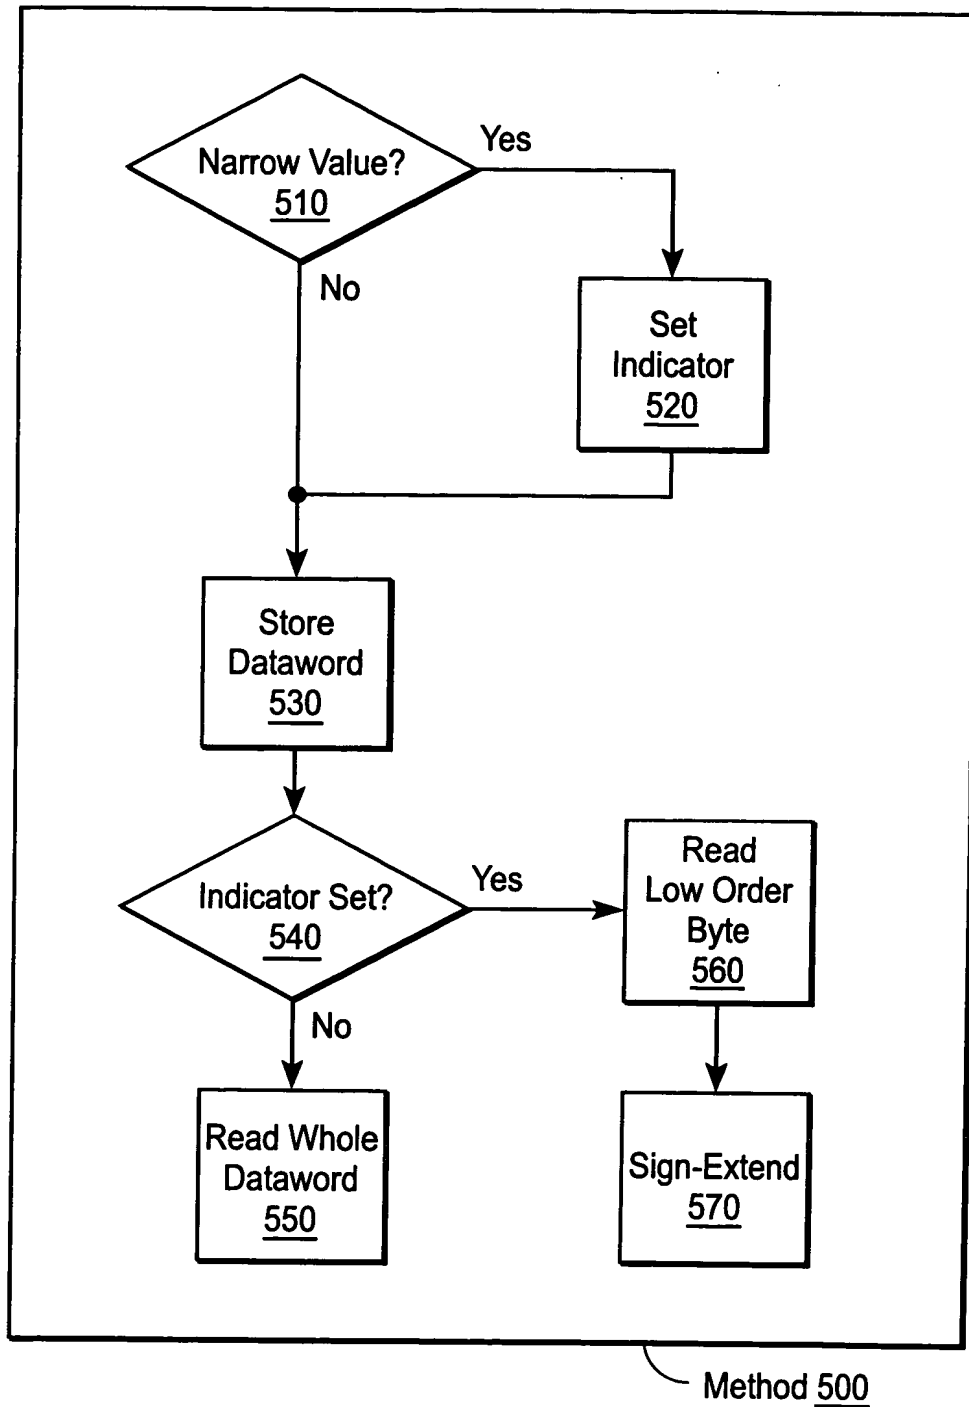 Narrow Value?
510
Yes
No
Set
Indicator
520
Store
Dataword
530
Indicator Set?
540
Yes
No
Read
Low Order
Byte
560
Read Whole
Dataword
550
Sign-Extend
570
Method 500